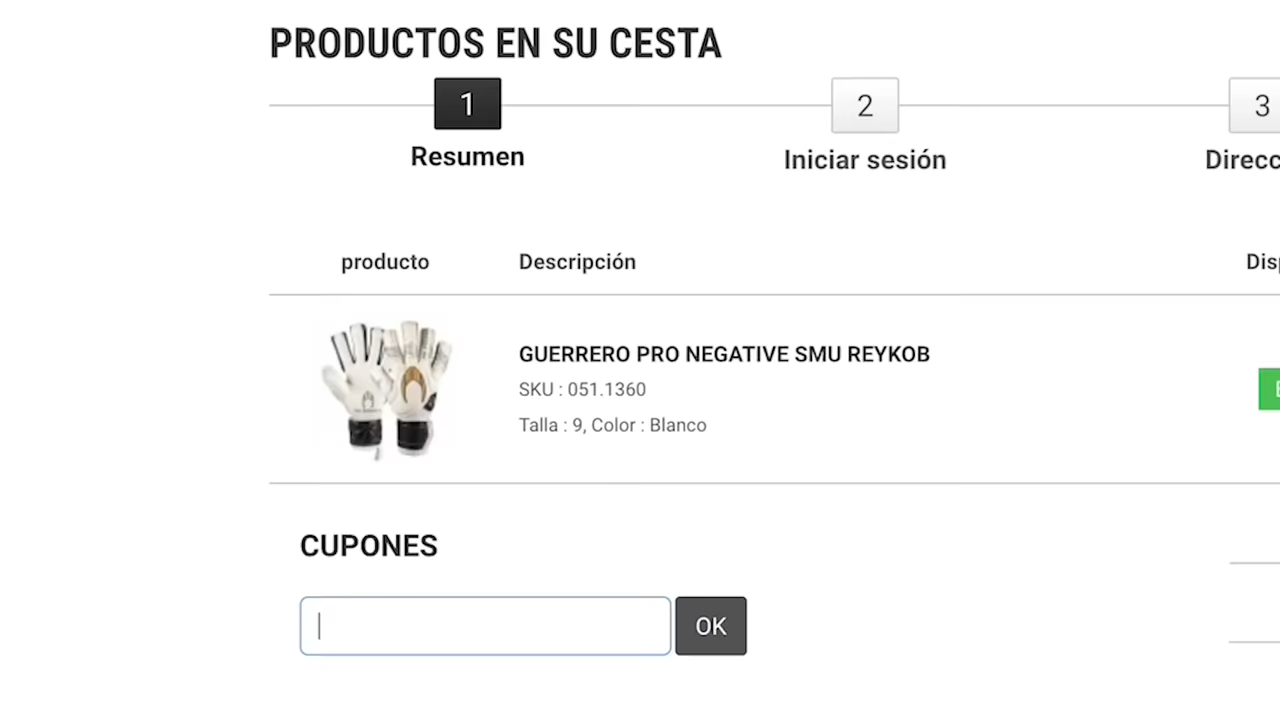 PRODUCTOS EN SU CESTA
1 2 3
Resumen Iniciar sesión
producto Descripción
GUERRERO PRO NEGATIVE SMU REYKOB
SKU : 051.1360
Talla : 9, Color : Blanco
CUPONES
OK